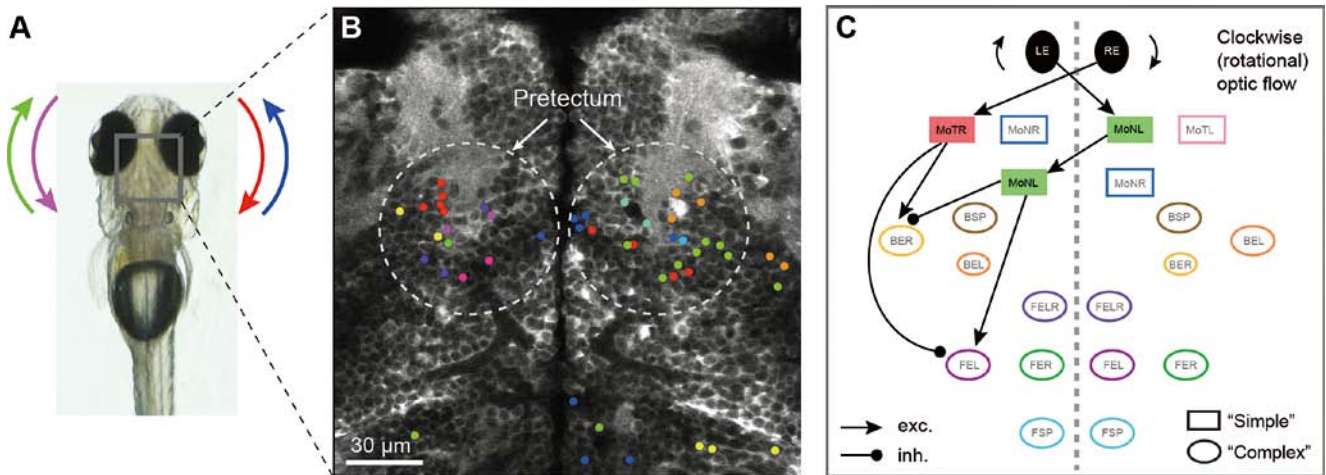 A
B
Pretectum
30 µm
C
LE
RE
Clockwise
(rotational)
optic flow
MoTR
MoNR
MoNL
MoTL
MoNL
MoNR
BER
BSP
BEL
BSP
BER
BEL
FELR
FELR
FEL
FER
FEL
FER
FSP
FSP
exc.
inh.
"Simple"
"Complex"